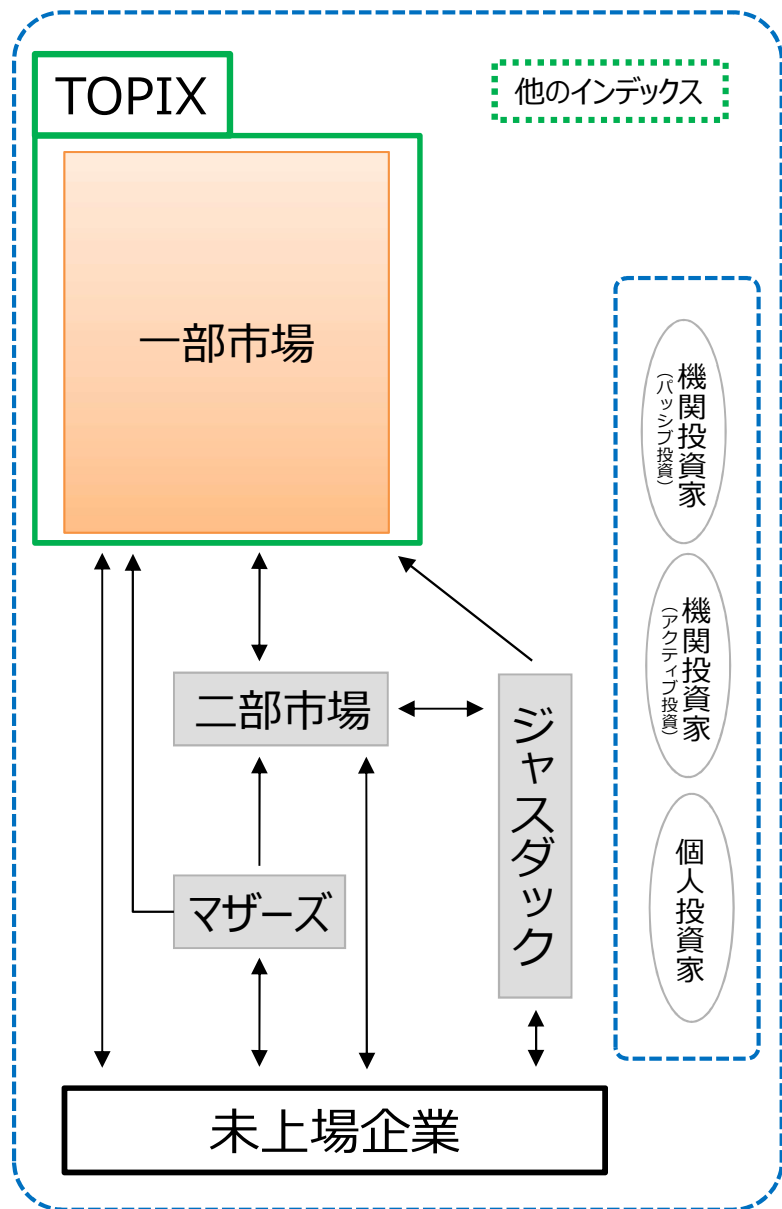 TOPIX
他のインデックス
一部市場
機関投資家
（パッシブ投資）
機関投資家
（アクティブ投資）
二部市場
ジャスダック
マザーズ
個人投資家
未上場企業